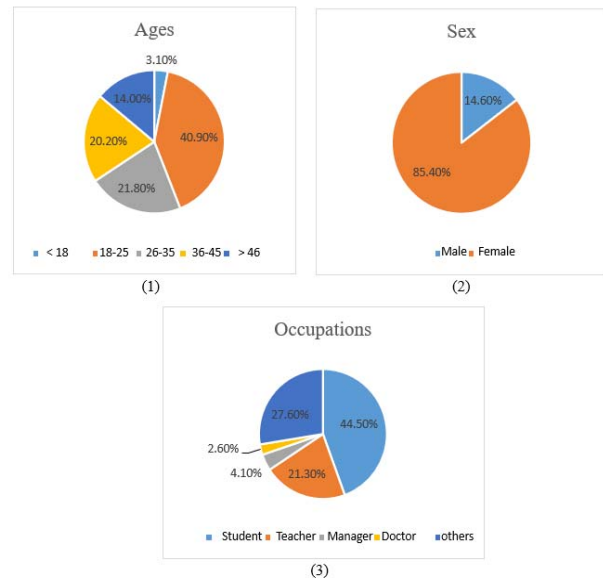 Ages
3.10%
14.00%
40.90%
20.20%
21.80%
< 18 18-25 26-35 36-45 > 46
(1)
Sex
14.60%
85.40%
Male Female
(2)
Occupations
27.60%
44.50%
2.60%
4.10%
21.30%
Student Teacher Manager Doctor others
(3)